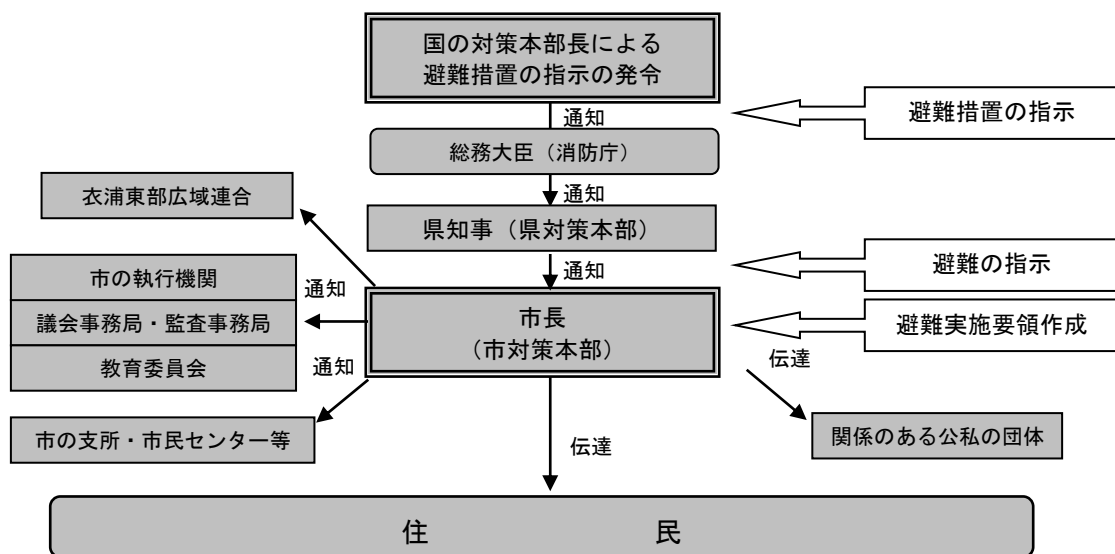 国の対策本部長による
避難措置の指示の発令
通知
避難措置の指示
総務大臣（消防庁）
通知
衣浦東部広域連合
県知事（県対策本部）
通知
避難の指示
市の執行機関
通知
議会事務局・監査事務局
市長
（市対策本部）
避難実施要領作成
教育委員会
通知
伝達
市の支所・市民センター等
伝達
関係のある公私の団体
住　民